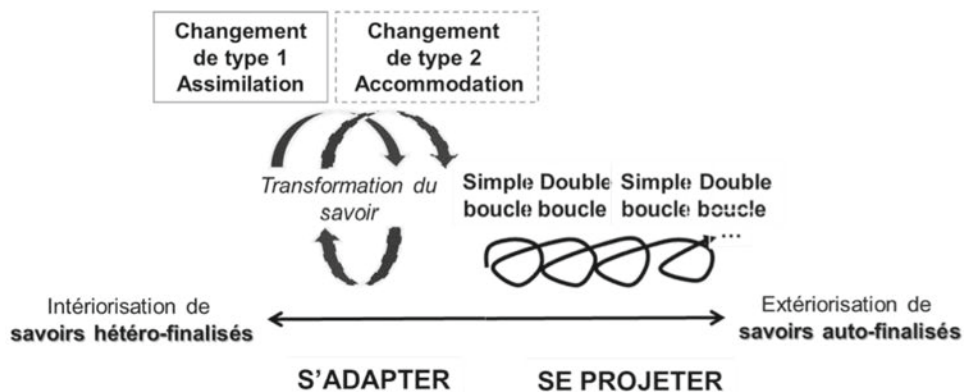 Changement
de type 1
Assimilation
Changement
de type 2
Accommodation
Transformation du
savoir
Simple Double
boucle boucle
Simple Double
boucle boucle
...
Intériorisation de
savoirs hétéro-finalisés
Extériorisation de
savoirs auto-finalisés
S'ADAPTER
SE PROJETER